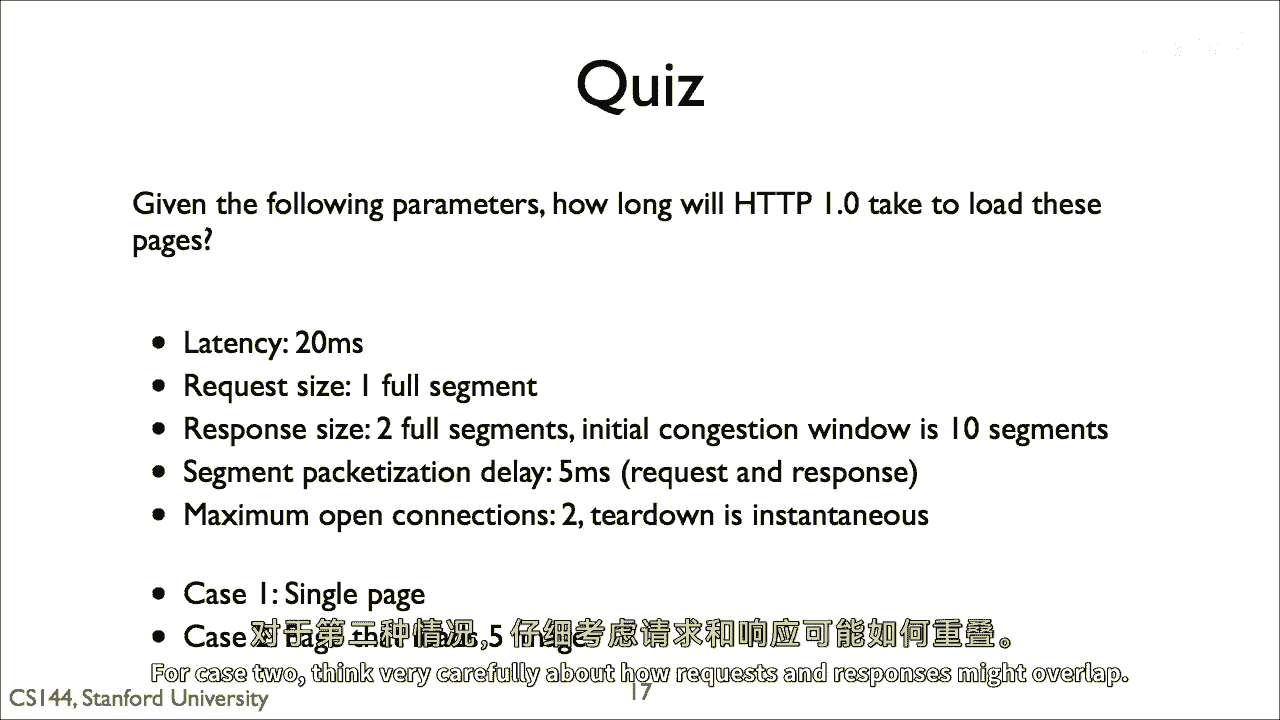 Quiz
Given the following parameters, how long will HTTP 1.0 take to load these
pages?
• Latency: 20ms
• Request size: 1 full segment
• Response size: 2 full segments, initial congestion window is 10 segments
• Segment packetization delay: 5ms (request and response)
• Maximum open connections: 2, teardown is instantaneous
• Case 1: Single page
• Case 5
对于第二种情况，仔细考虑请求和响应可能如何重叠。
For case two, think very carefully about how requests and responses might overlap.
CS144, Stanford University
17